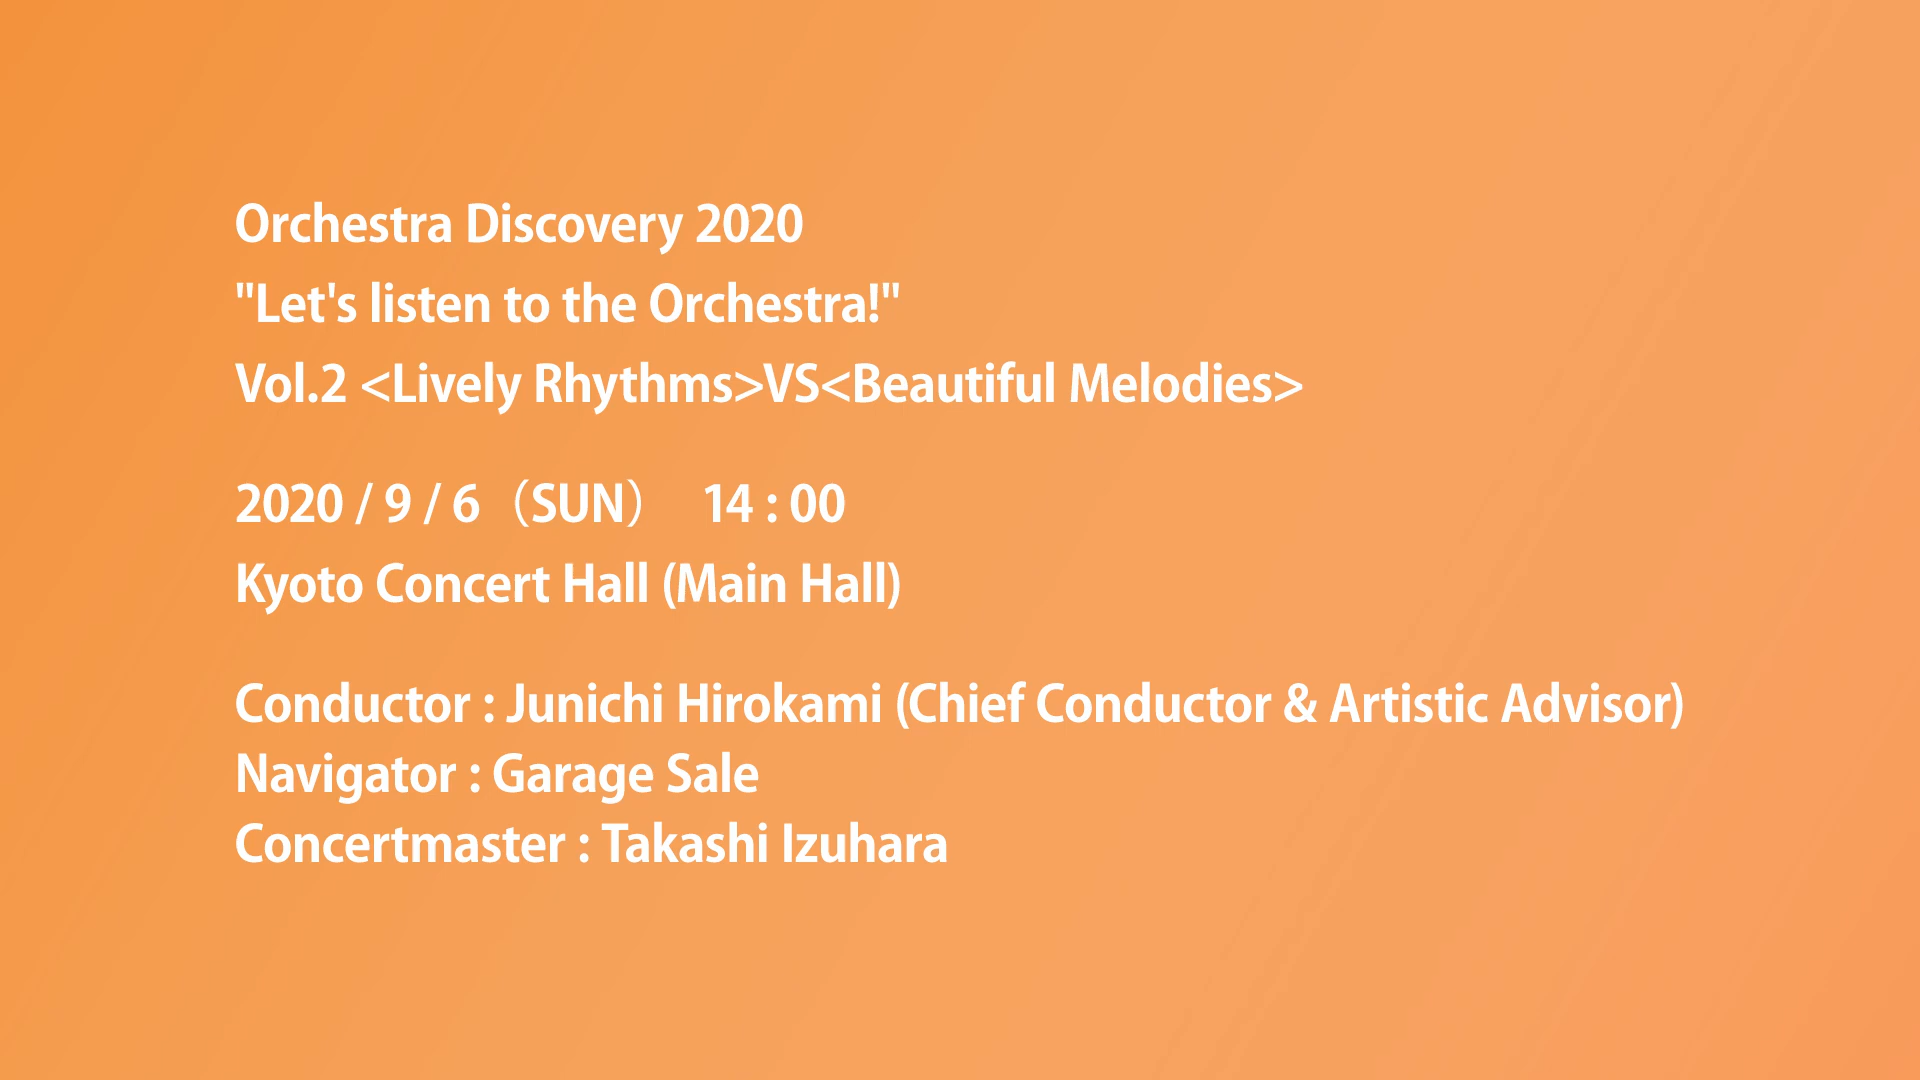 Orchestra Discovery 2020
"Let's listen to the Orchestra!"
Vol.2 <Lively Rhythms>VS<Beautiful Melodies>
2020 / 9 / 6（SUN）　14 : 00
Kyoto Concert Hall (Main Hall)
Conductor : Junichi Hirokami (Chief Conductor & Artistic Advisor)
Navigator : Garage Sale
Concertmaster : Takashi Izuhara